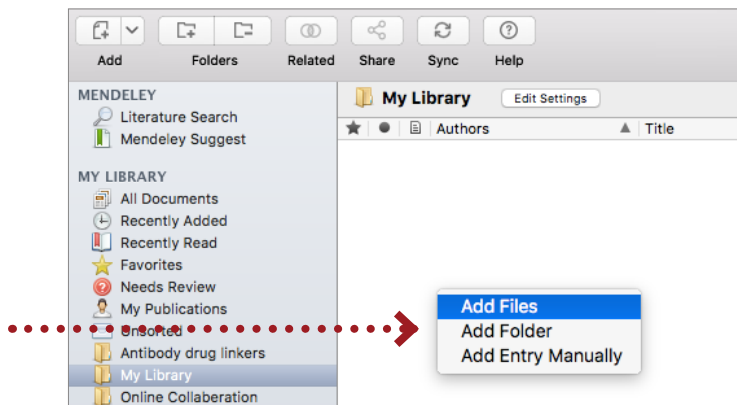 Add Folders Related Share Sync Help
MENDELEY
Literature Search
Mendeley Suggest
MY LIBRARY
All Documents
Recently Added
Recently Read
Favorites
Needs Review
My Publications
Unsorted
Antibody drug linkers
My Library
Online Collaberation
My Library Edit Settings
Authors Title
Add Files
Add Folder
Add Entry Manually